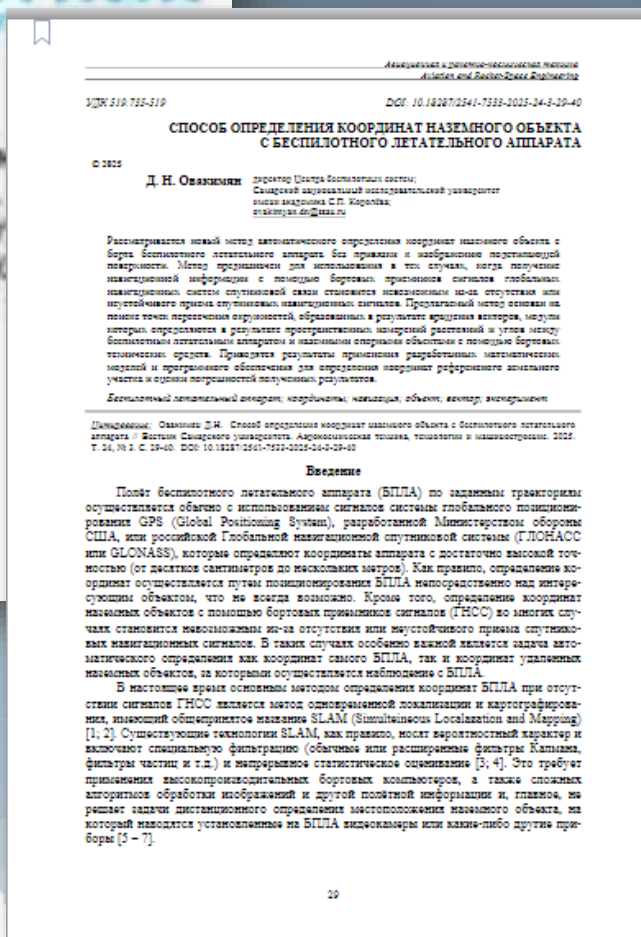 Авиационная и ракетно-космическая техника
Aviation and Rocket-Space Engineering
УДК 519.735-519
DOI: 10.18287/2541-7533-2025-24-3-29-40
СПОСОБ ОПРЕДЕЛЕНИЯ КООРДИНАТ НАЗЕМНОГО ОБЪЕКТА
С БЕСПИЛОТНОГО ЛЕТАТЕЛЬНОГО АППАРАТА
© 2025
Д. Н. Овакимян
директор Центра беспилотных систем;
Самарский национальный исследовательский университет
имени академика С.П. Королёва;
ovakimyan.dn@ssau.ru
Рассматривается новый метод автоматического определения координат наземного объекта с
борта беспилотного летательного аппарата без привязки к изображению подстилающей
поверхности. Метод предназначен для использования в тех случаях, когда получение
навигационной информации с помощью бортовых приемников сигналов глобальных
навигационных систем спутниковой связи становится невозможным из-за отсутствия или
неустойчивого приема спутниковых навигационных сигналов. Предлагаемый метод основан на
поиске точек пересечения окружностей, образованных в результате вращения векторов, модули
которых определяются в результате пространственных измерений расстояний и углов между
беспилотным летательным аппаратом и наземными опорными объектами с помощью бортовых
технических средств. Приводятся результаты применения разработанных математических
моделей и программного обеспечения для определения координат референсного земельного
участка и оценки погрешностей полученных результатов.
Беспилотный летательный аппарат; координаты; навигация; объект; вектор; эксперимент
Цитирование: Овакимян Д.Н. Способ определения координат наземного объекта с беспилотного летательного
аппарата // Вестник Самарского университета. Аэрокосмическая техника, технологии и машиностроение. 2025.
Т. 24, № 3. С. 29-40. DOI: 10.18287/2541-7533-2025-24-3-29-40
Введение
Полёт беспилотного летательного аппарата (БПЛА) по заданным траекториям
осуществляется обычно с использованием сигналов системы глобального позициони-
рования GPS (Global Positioning System), разработанной Министерством обороны
США, или российской Глобальной навигационной спутниковой системы (ГЛОНАСС
или GLONASS), которые определяют координаты аппарата с достаточно высокой точ-
ностью (от десятков сантиметров до нескольких метров). Как правило, определение ко-
ординат осуществляется путем позиционирования БПЛА непосредственно над интере-
сующим объектом, что не всегда возможно. Кроме того, определение координат
наземных объектов с помощью бортовых приемников сигналов (ГНСС) во многих слу-
чаях становится невозможным из-за отсутствия или неустойчивого приема спутнико-
вых навигационных сигналов. В таких случаях особенно важной является задача авто-
матического определения как координат самого БПЛА, так и координат удаленных
наземных объектов, за которыми осуществляется наблюдение с БПЛА.
В настоящее время основным методом определения координат БПЛА при отсут-
ствии сигналов ГНСС является метод одновременной локализации и картографирова-
ния, имеющий общепринятое название SLAM (Simulteineous Localazation and Mapping)
[1; 2]. Существующие технологии SLAM, как правило, носят вероятностный характер и
включают специальную фильтрацию (обычные или расширенные фильтры Калмана,
фильтры частиц и т.д.) и непрерывное статистическое оценивание [3; 4]. Это требует
применения высокопроизводительных бортовых компьютеров, а также сложных
алгоритмов обработки изображений и другой полётной информации и, главное, не
решает задачи дистанционного определения местоположения наземного объекта, на
который наводятся установленные на БПЛА видеокамеры или какие-либо другие при-
боры [5 – 7].
29